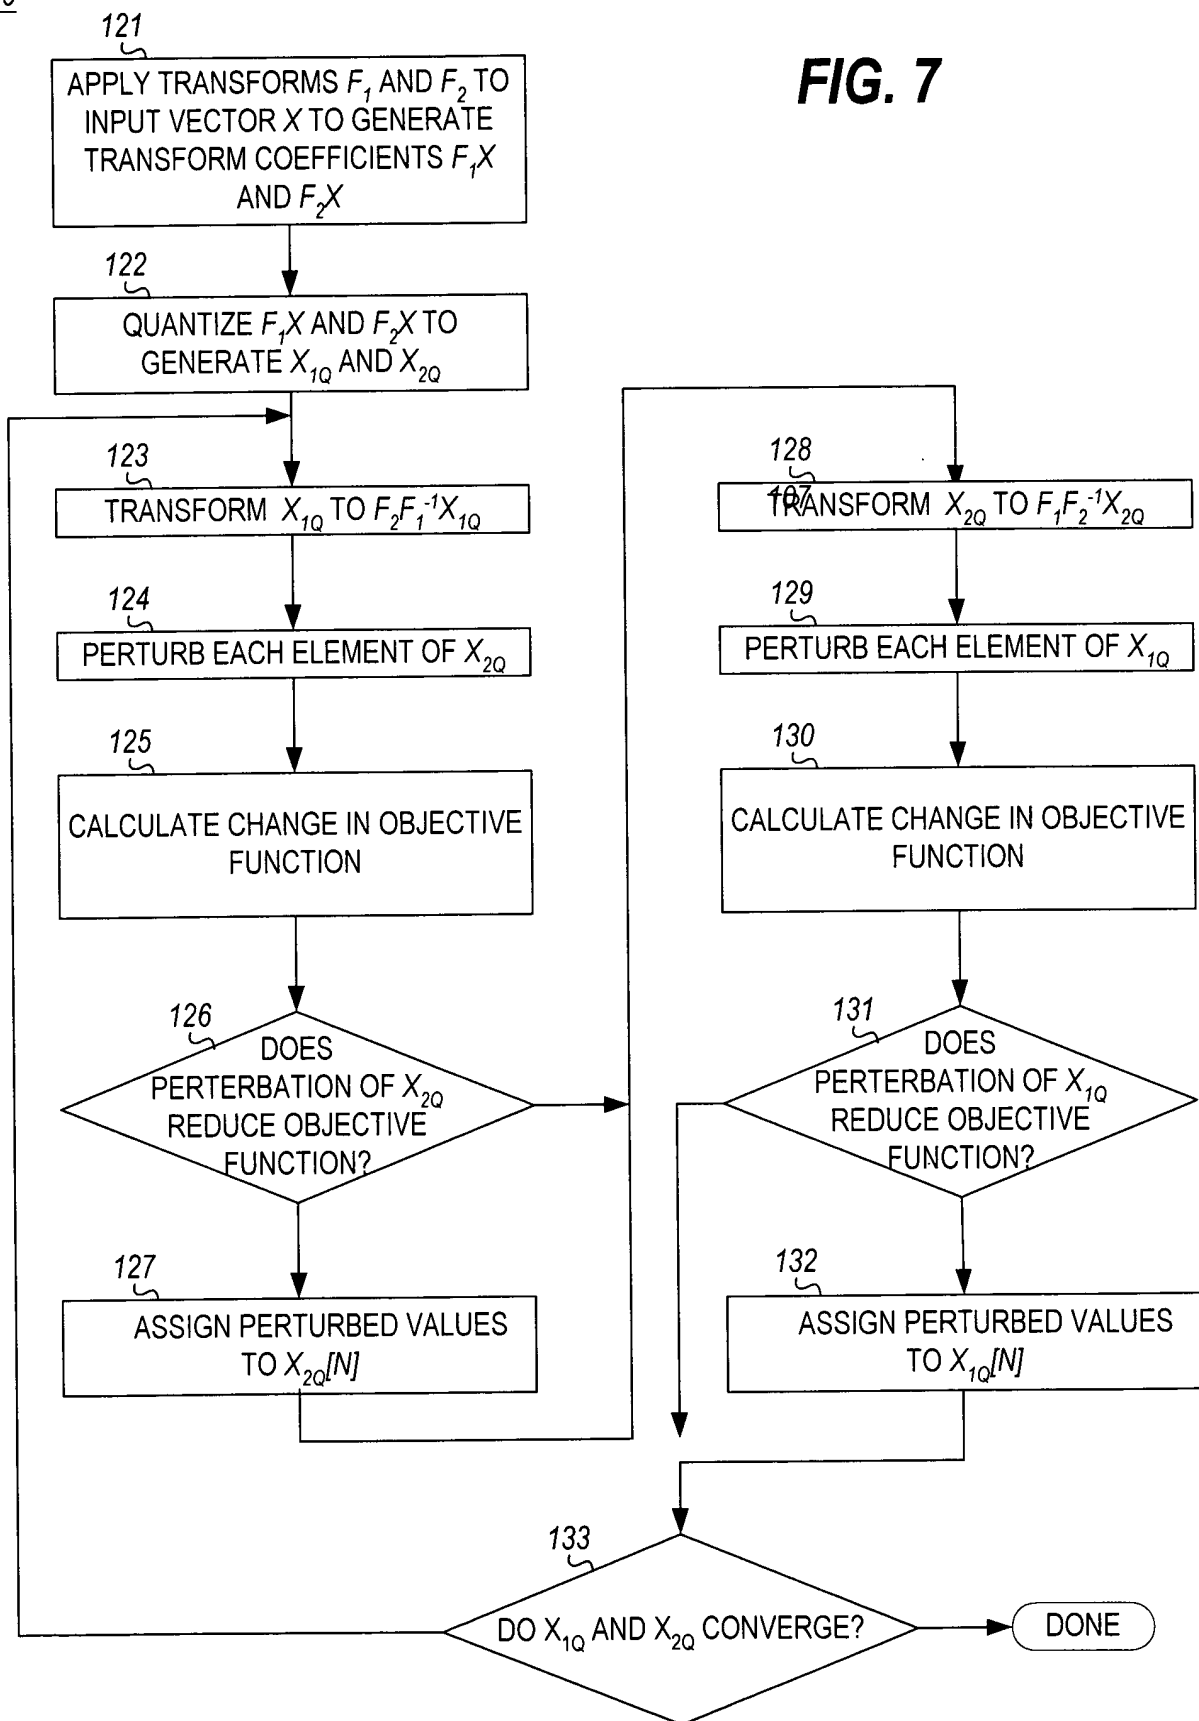 FIG. 7
121
APPLY TRANSFORMS F₁ AND F₂ TO
INPUT VECTOR X TO GENERATE
TRANSFORM COEFFICIENTS F₁X
AND F₂X
122
QUANTIZE F₁X AND F₂X TO
GENERATE X₁Q AND X₂Q
123
TRANSFORM X₁Q TO F₂F₁⁻¹X₁Q
124
PERTURB EACH ELEMENT OF X₂Q
125
CALCULATE CHANGE IN OBJECTIVE
FUNCTION
126
DOES
PERTERBATION OF X₂Q
REDUCE OBJECTIVE
FUNCTION?
127
ASSIGN PERTURBED VALUES
TO X₂Q[N]
128
107
TRANSFORM X₂Q TO F₁F₂⁻¹X₂Q
129
PERTURB EACH ELEMENT OF X₁Q
130
CALCULATE CHANGE IN OBJECTIVE
FUNCTION
131
DOES
PERTERBATION OF X₁Q
REDUCE OBJECTIVE
FUNCTION?
132
ASSIGN PERTURBED VALUES
TO X₁Q[N]
133
DO X₁Q AND X₂Q CONVERGE?
DONE